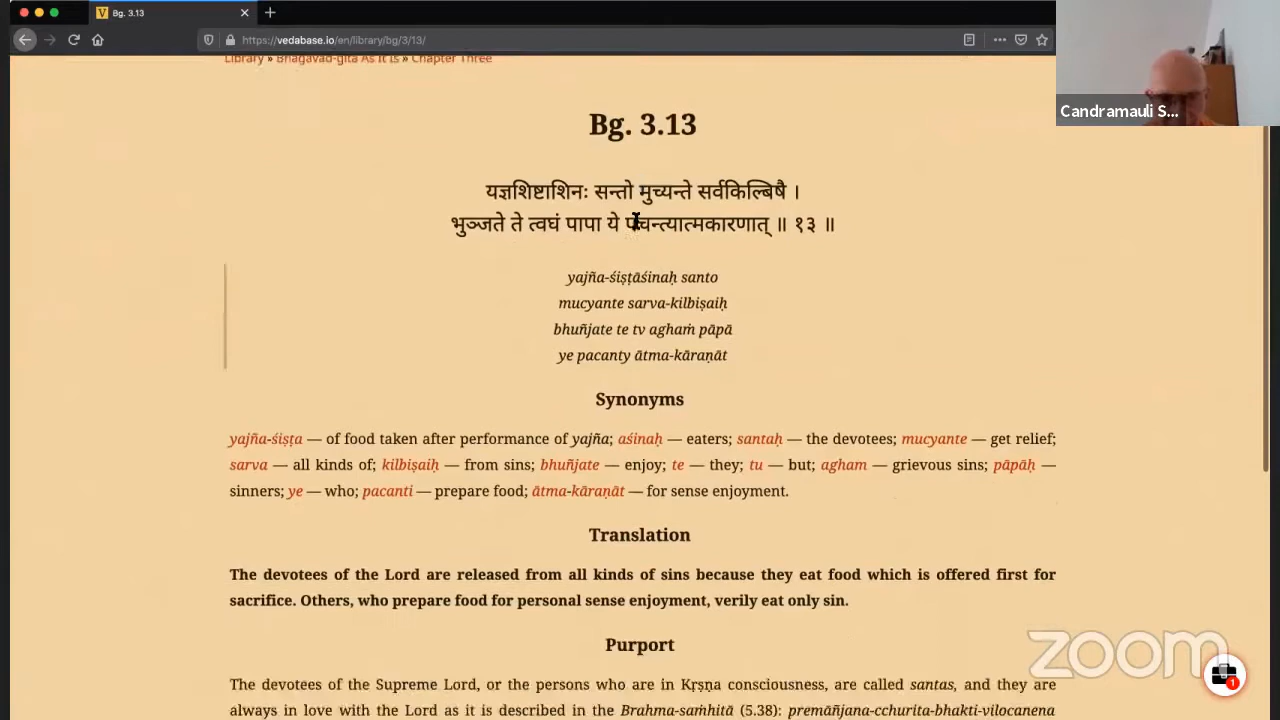 Bg. 3.13
https://vedabase.io/en/library/bg/3/13/
Library » Bhagavad-gītā As It Is » Chapter Three
Candramauli S...
Bg. 3.13
यज्ञशिष्टाशिनः सन्तो मुच्यन्ते सर्वकिल्बिषै ।
भुञ्जते ते त्वघं पापा ये पचन्त्यात्मकारणात् ॥ १३ ॥
yajña-śiṣṭāśinaḥ santo
mucyante sarva-kilbiṣaiḥ
bhuñjate te tv aghaṁ pāpā
ye pacanty ātma-kāraṇāt
Synonyms
yajña-śiṣṭa — of food taken after performance of yajña; aśinaḥ — eaters; santaḥ — the devotees; mucyante — get relief;
sarva — all kinds of; kilbiṣaiḥ — from sins; bhuñjate — enjoy; te — they; tu — but; agham — grievous sins; pāpāḥ —
sinners; ye — who; pacanti — prepare food; ātma-kāraṇāt — for sense enjoyment.
Translation
The devotees of the Lord are released from all kinds of sins because they eat food which is offered first for
sacrifice. Others, who prepare food for personal sense enjoyment, verily eat only sin.
Purport
The devotees of the Supreme Lord, or the persons who are in Kṛṣṇa consciousness, are called santas, and they are
always in love with the Lord as it is described in the Brahma-saṁhitā (5.38): premāñjana-cchurita-bhakti-vilocanena
zoom
1